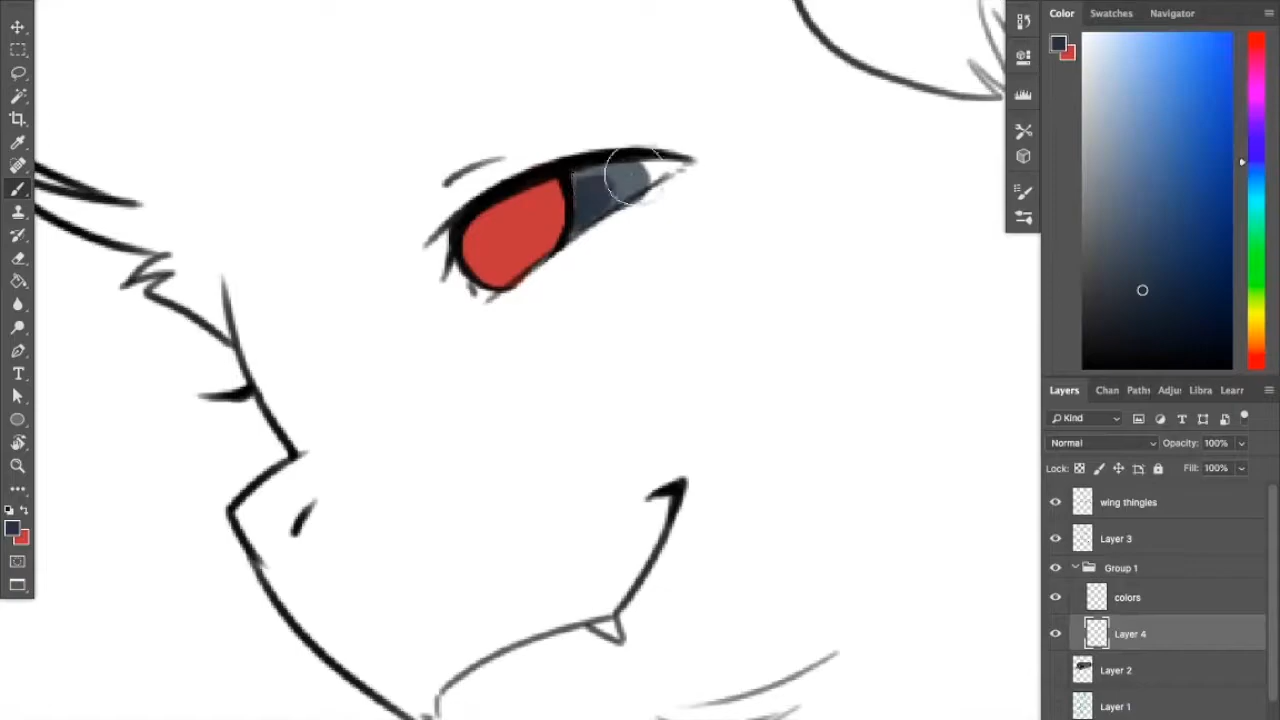 Color Swatches Navigator
Layers Chan Paths Adju Libra Learr
Kind
Normal Opacity: 100%
Lock: Fill: 100%
wing thingies
Layer 3
Group 1
colors
Layer 4
Layer 2
Layer 1